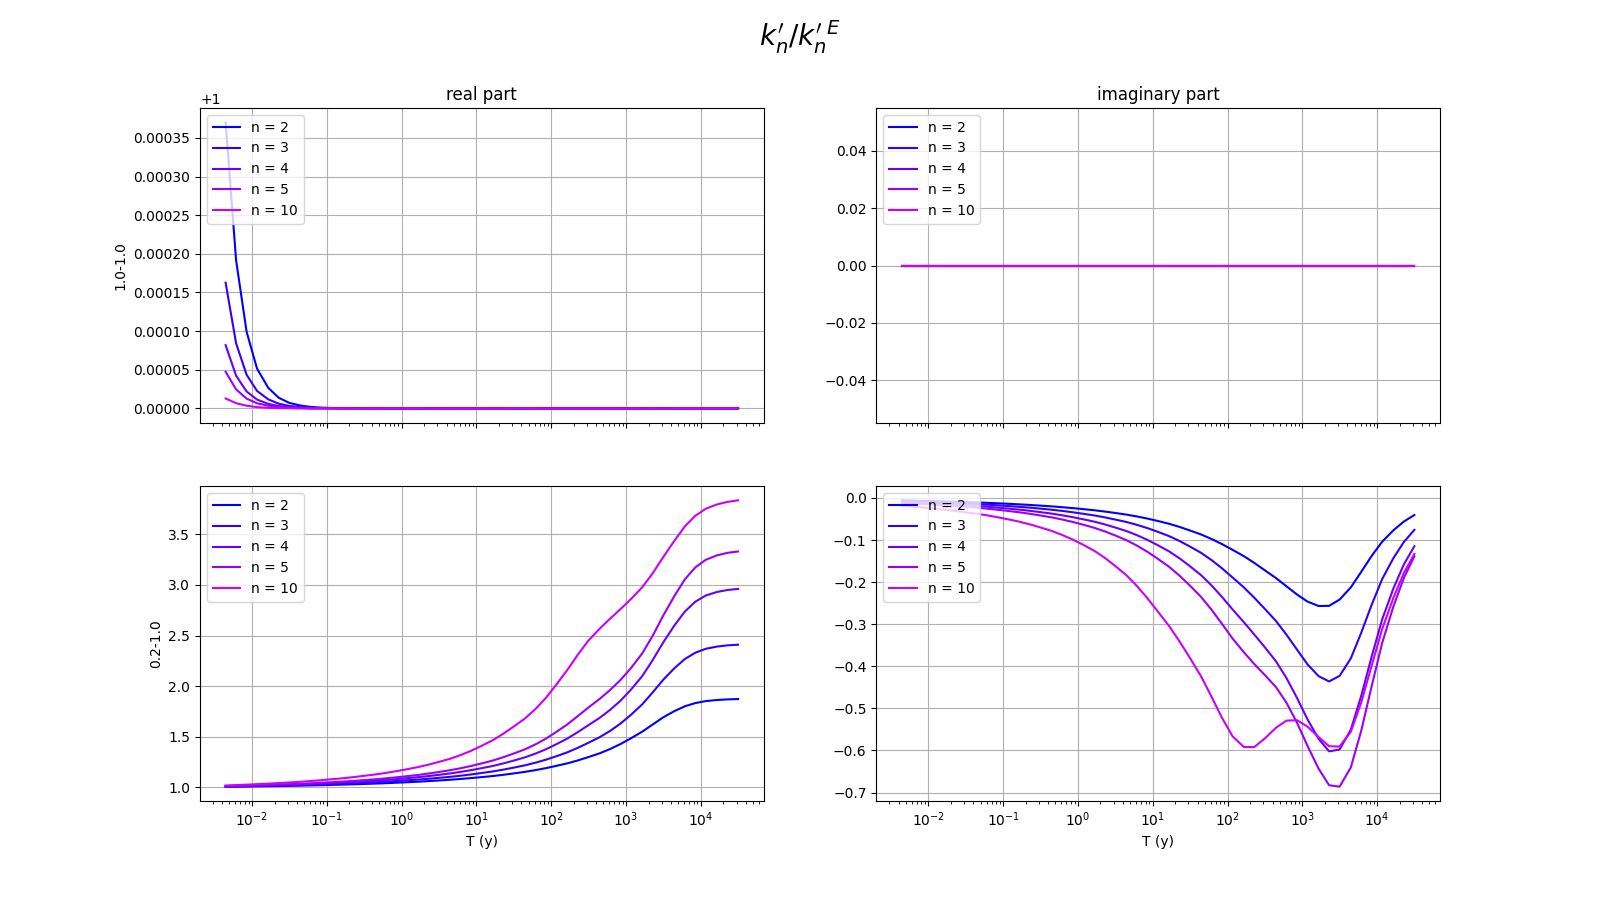 k′n/k′nE
real part
+1
1.0-1.0
0.00035
0.00030
0.00025
0.00020
0.00015
0.00010
0.00005
0.00000
n = 2
n = 3
n = 4
n = 5
n = 10
imaginary part
0.04
0.02
0.00
−0.02
−0.04
n = 2
n = 3
n = 4
n = 5
n = 10
0.2-1.0
3.5
3.0
2.5
2.0
1.5
1.0
n = 2
n = 3
n = 4
n = 5
n = 10
10−2 10−1 100 101 102 103 104
T (y)
0.0
−0.1
−0.2
−0.3
−0.4
−0.5
−0.6
−0.7
n = 2
n = 3
n = 4
n = 5
n = 10
10−2 10−1 100 101 102 103 104
T (y)